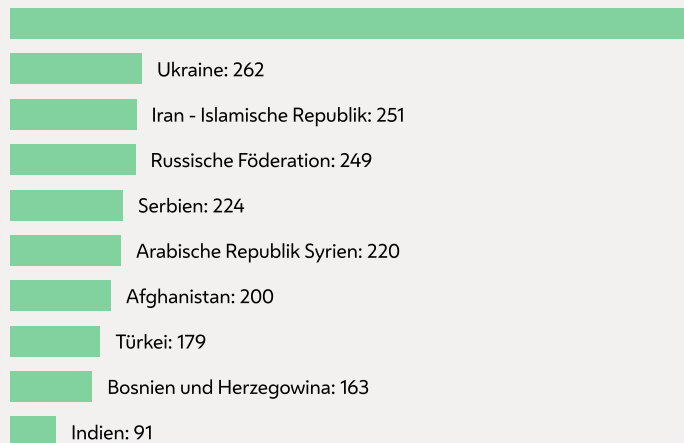 Ukraine: 262
Iran - Islamische Republik: 251
Russische Föderation: 249
Serbien: 224
Arabische Republik Syrien: 220
Afghanistan: 200
Türkei: 179
Bosnien und Herzegowina: 163
Indien: 91